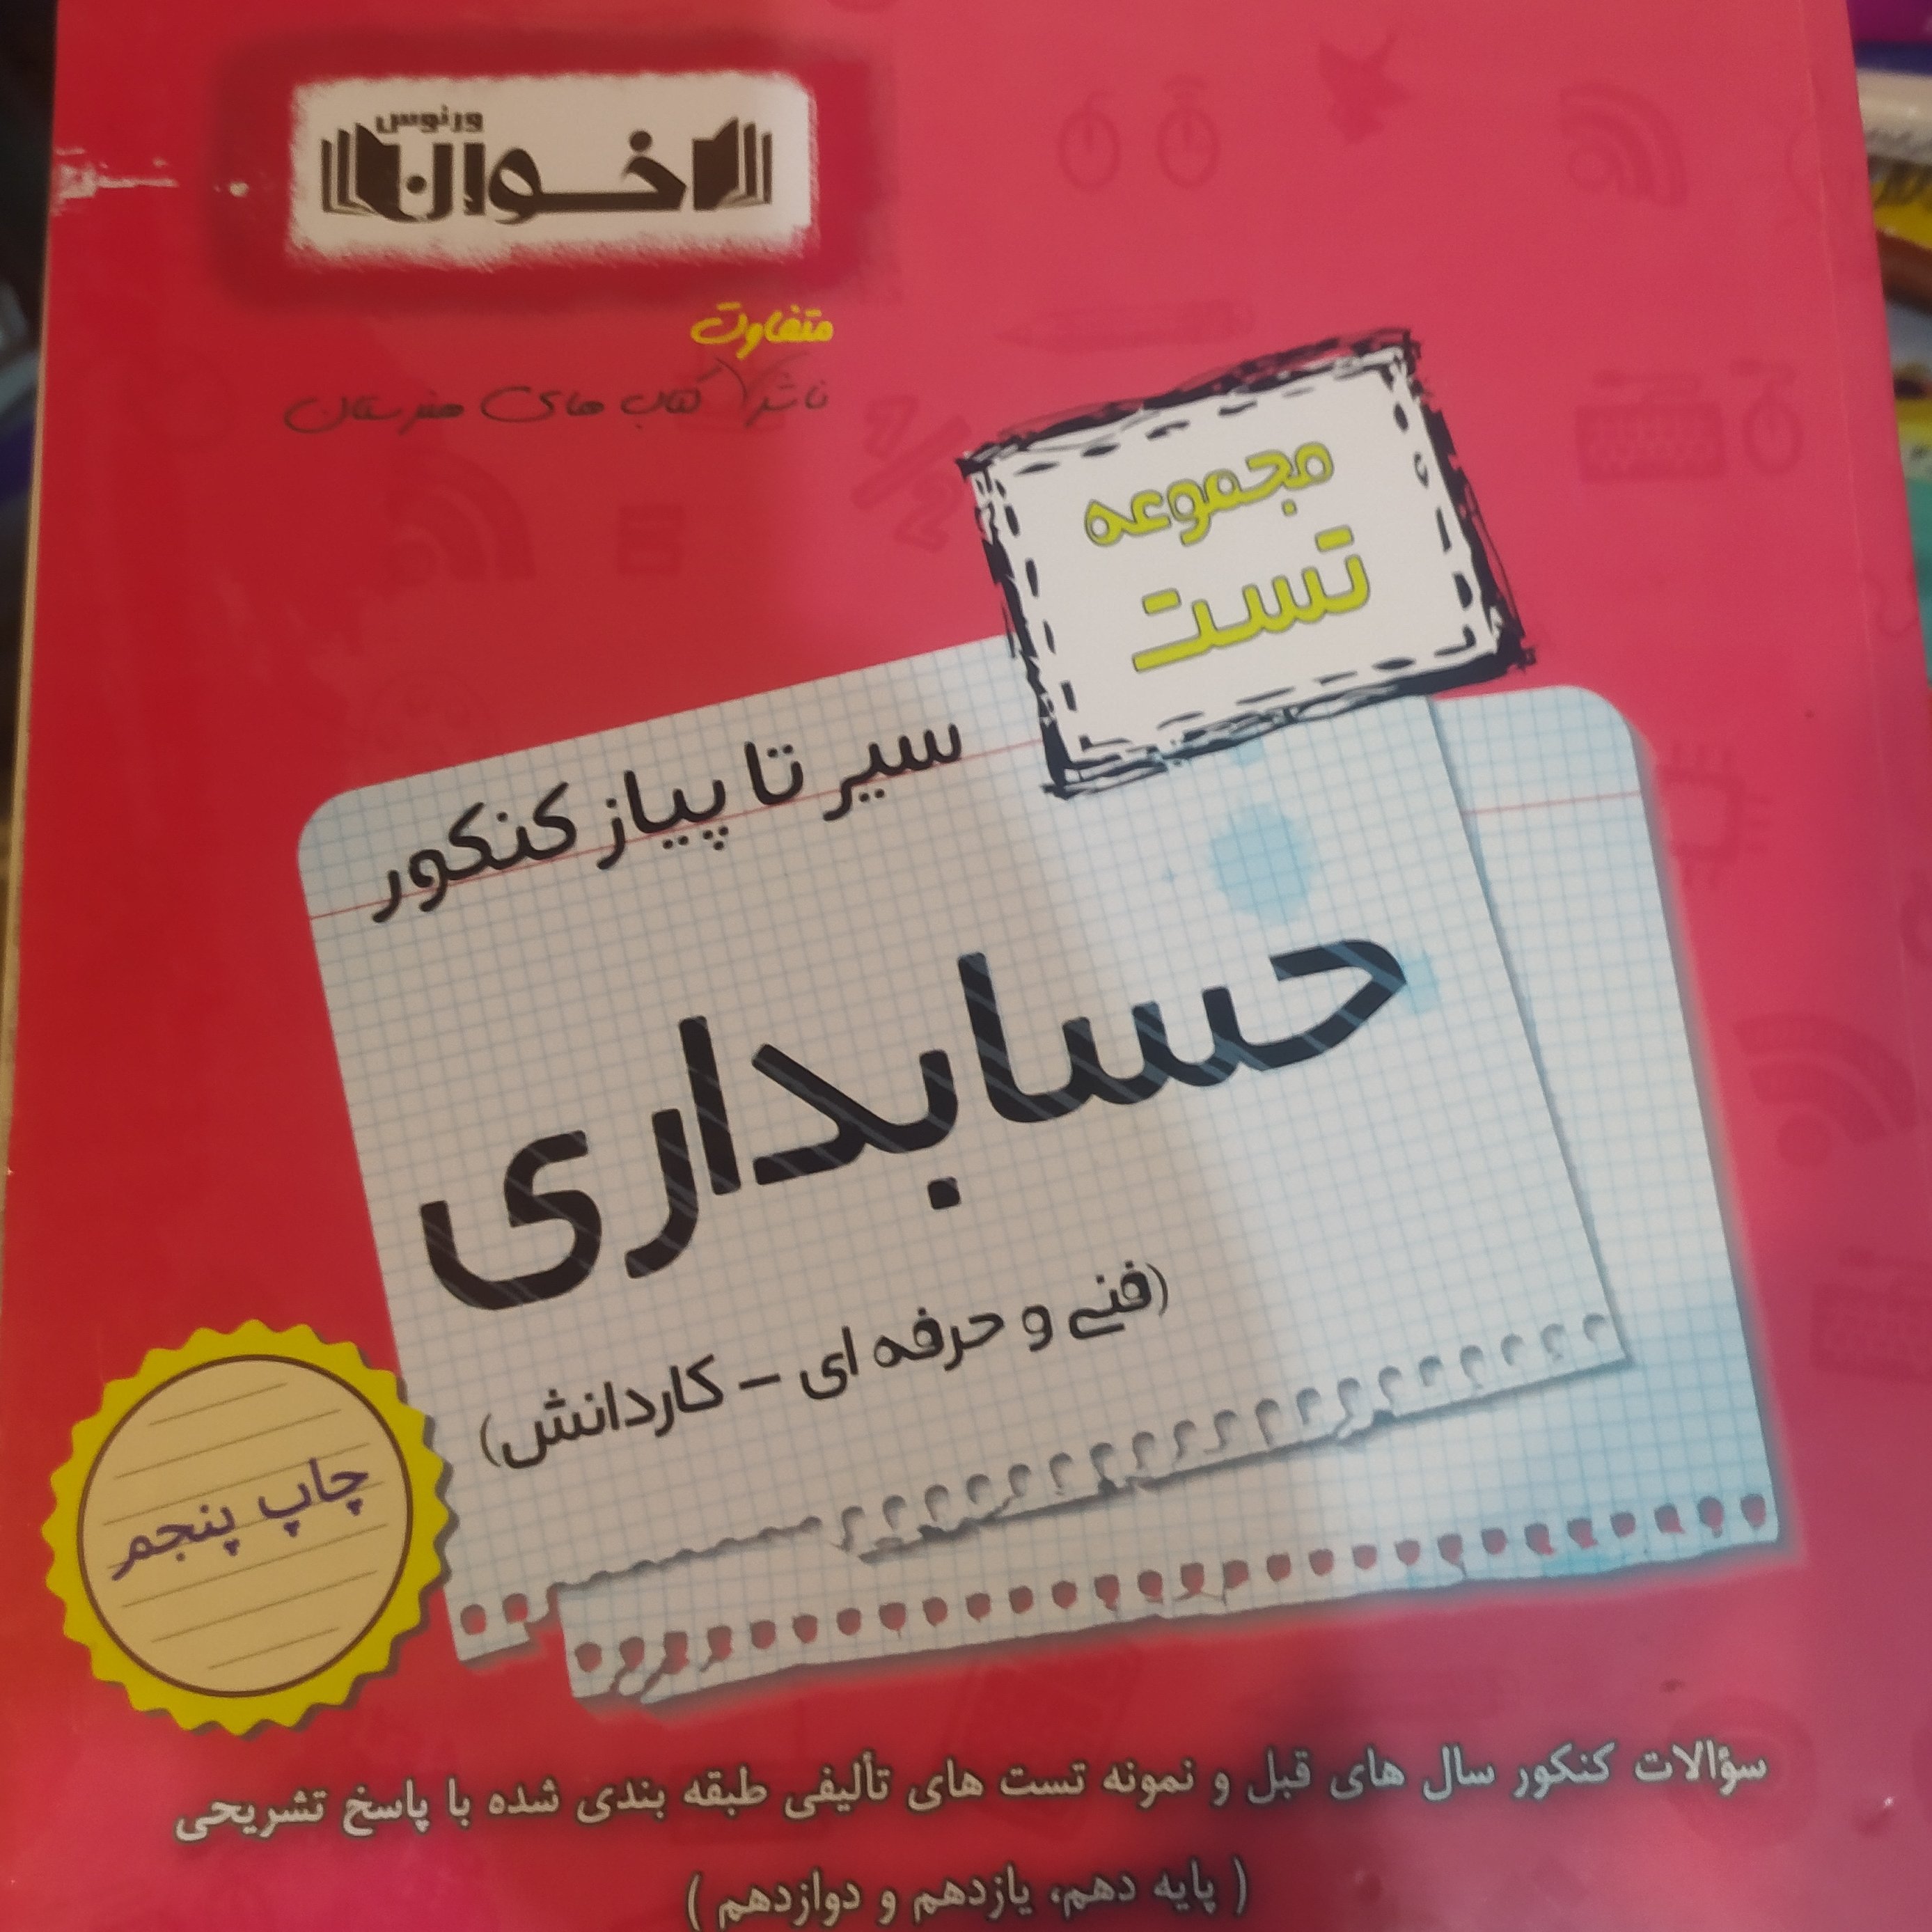 ورنوس
اخوان
متفاوت
ناشر کتاب های هنرستان
مجموعه
تست
سیر تا پیاز کنکور
حسابداری
(فنی و حرفه ای - کاردانش)
چاپ پنجم
سؤالات کنکور سال های قبل و نمونه تست های تألیفی طبقه بندی شده با پاسخ تشریحی
( پایه دهم، یازدهم و دوازدهم )